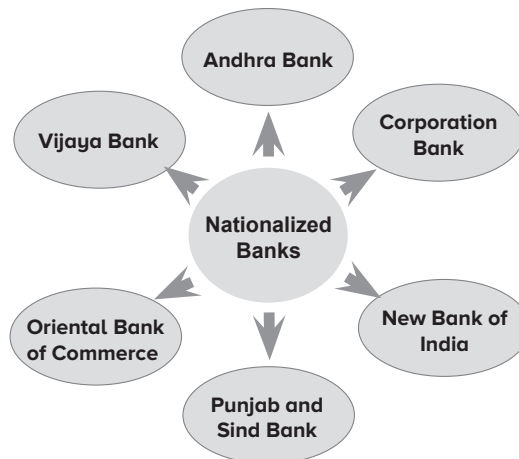 Andhra Bank
Vijaya Bank
Corporation
Bank
Nationalized
Banks
Oriental Bank
of Commerce
New Bank of
India
Punjab and
Sind Bank